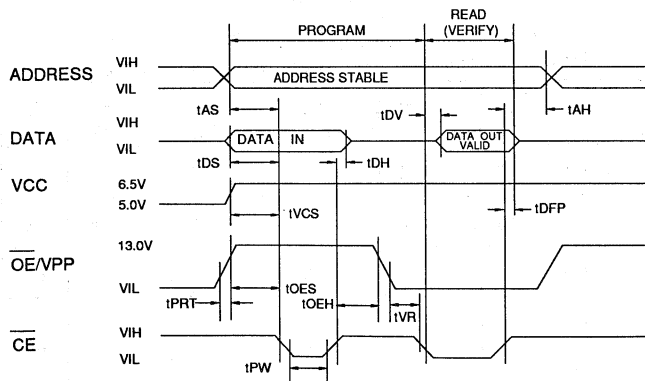 READ
PROGRAM (VERIFY)
VIH
ADDRESS ADDRESS STABLE
VIL
tAS tDV tAH
VIH
DATA DATA IN DATA OUT
VIL VALID
tDS tDH
VCC 6.5V
5.0V
tVCS tDFP
13.0V
OE/VPP
VIL tOES
tPRT tOEH tVR
VIH
CE
VIL
tPW